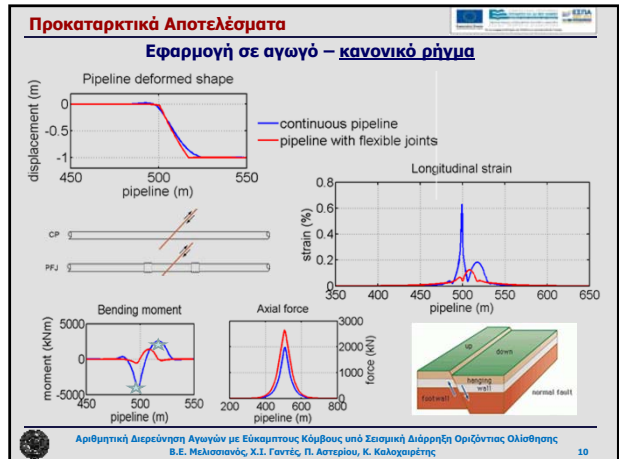 Προκαταρκτικά Αποτελέσματα
ΕΣΠΑ
Εφαρμογή σε αγωγό – κανονικό ρήγμα
Pipeline deformed shape
displacement (m)
0
-0.5
-1
450 500 550
pipeline (m)
continuous pipeline
pipeline with flexible joints
Longitudinal strain
strain (%)
0.8
0.6
0.4
0.2
0
350 400 450 500 550 600 650
pipeline (m)
CP
PFJ
Bending moment
moment (kNm)
5000
0
-5000
450 500 550 600
pipeline (m)
Axial force
3000
2000
1000
0
force (kN)
200 400 600 800
pipeline (m)
up
down
hanging
wall
footwall
normal fault
Αριθμητική Διερεύνηση Αγωγών με Εύκαμπτους Κόμβους υπό Σεισμική Διάρρηξη Οριζόντιας Ολίσθησης
Β.Ε. Μελισσιανός, Χ.Ι. Γαντές, Π. Αστερίου, Κ. Καλοχαιρέτης
10